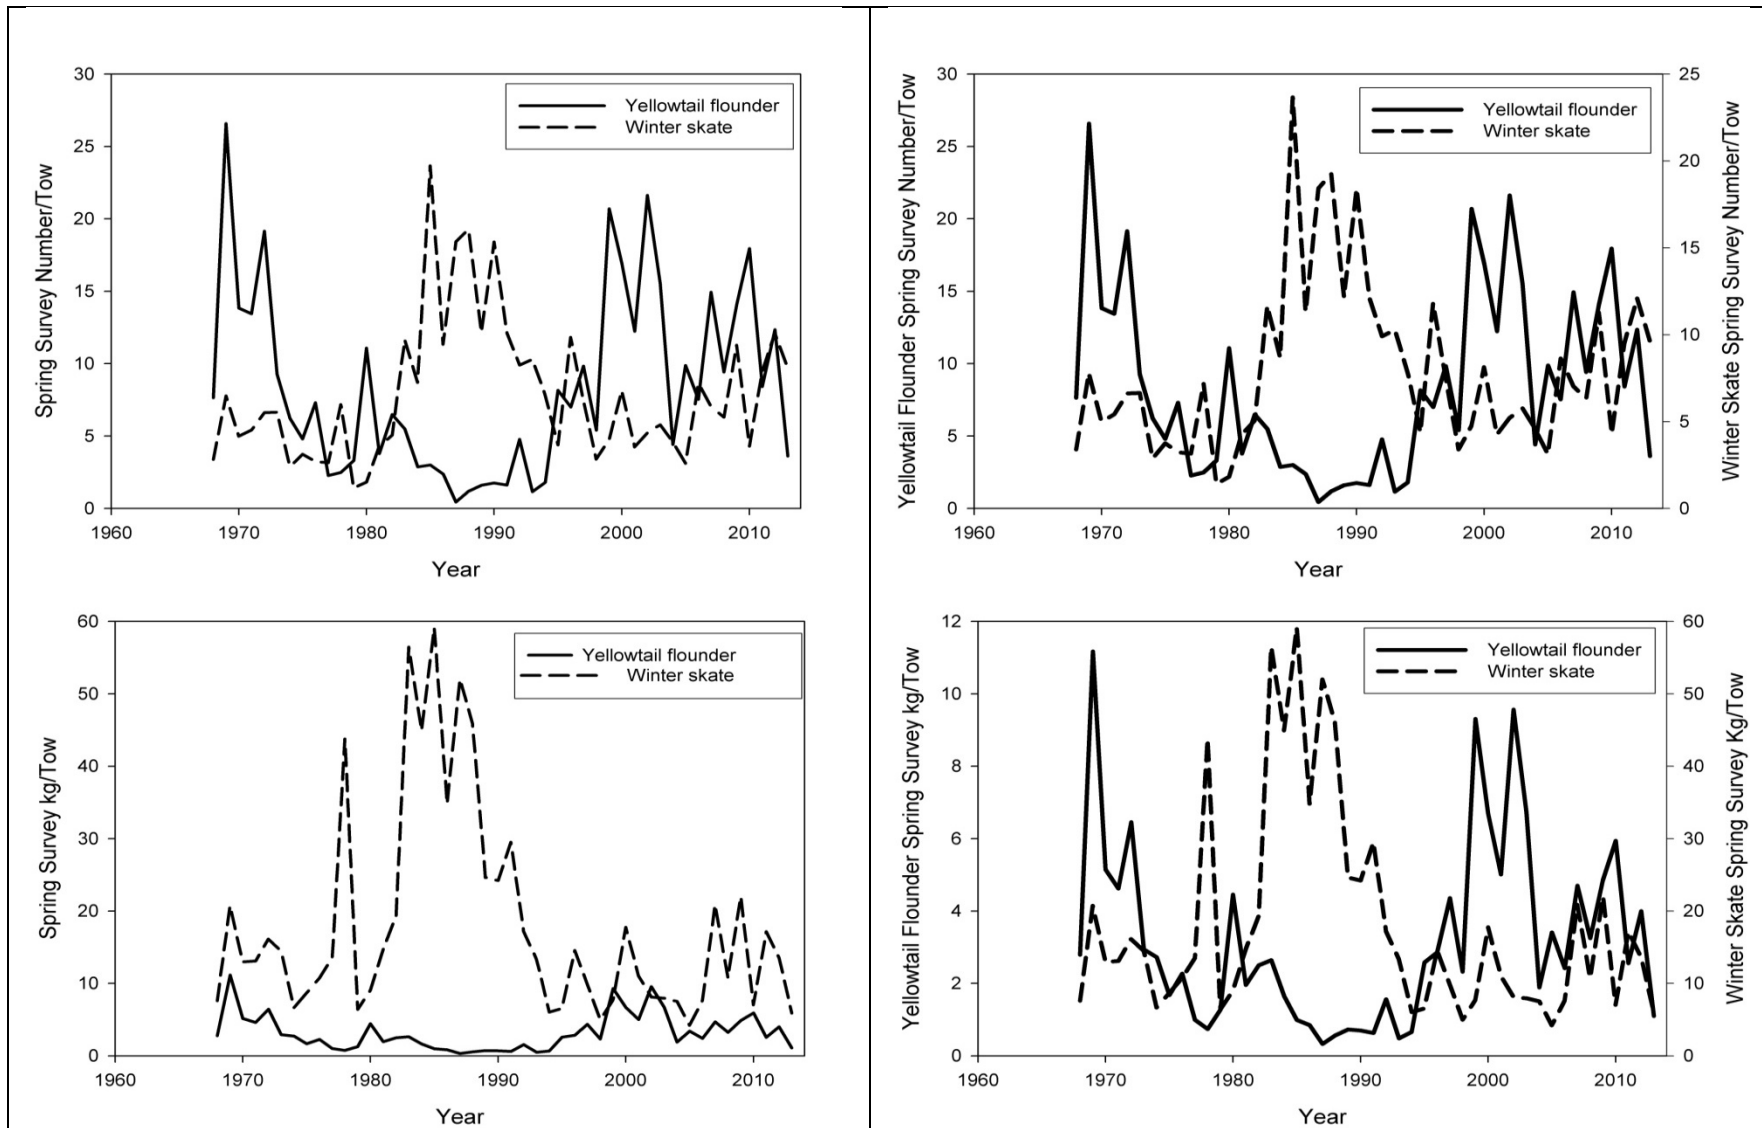 30
25
20
15
10
5
0
Spring Survey Number/Tow
Yellowtail flounder
Winter skate
1960 1970 1980 1990 2000 2010
Year
30
25
20
15
10
5
0
Yellowtail Flounder Spring Survey Number/Tow
Yellowtail flounder
Winter skate
25
20
15
10
5
0
Winter Skate Spring Survey Number/Tow
1960 1970 1980 1990 2000 2010
Year
60
50
40
30
20
10
0
Spring Survey kg/Tow
Yellowtail flounder
Winter skate
1960 1970 1980 1990 2000 2010
Year
12
10
8
6
4
2
0
Yellowtail Flounder Spring Survey kg/Tow
Yellowtail flounder
Winter skate
60
50
40
30
20
10
0
Winter Skate Spring Survey Kg/Tow
1960 1970 1980 1990 2000 2010
Year